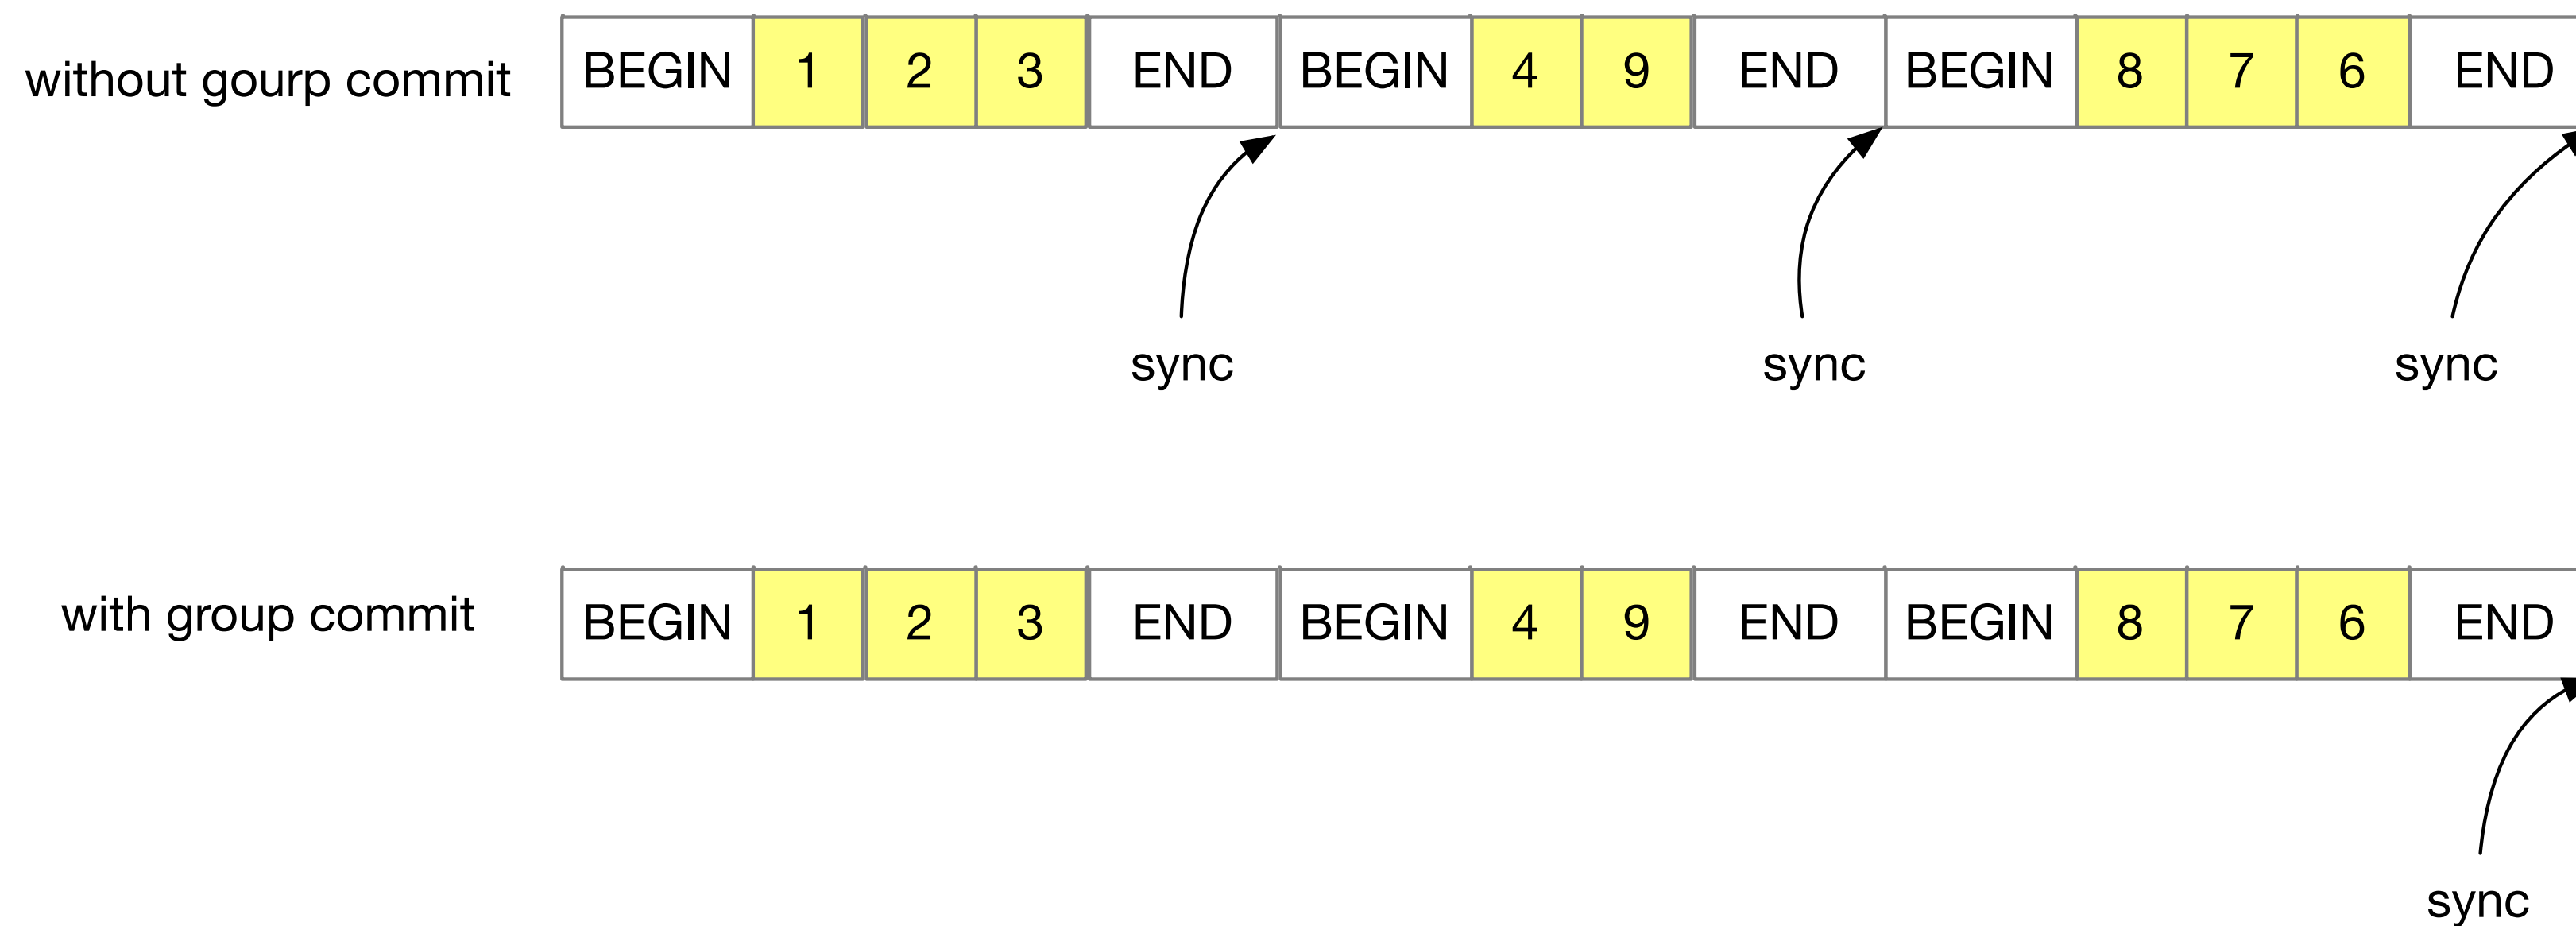 without gourp commit BEGIN 1 2 3 END BEGIN 4 9 END BEGIN 8 7 6 END
sync sync sync
with group commit BEGIN 1 2 3 END BEGIN 4 9 END BEGIN 8 7 6 END
sync